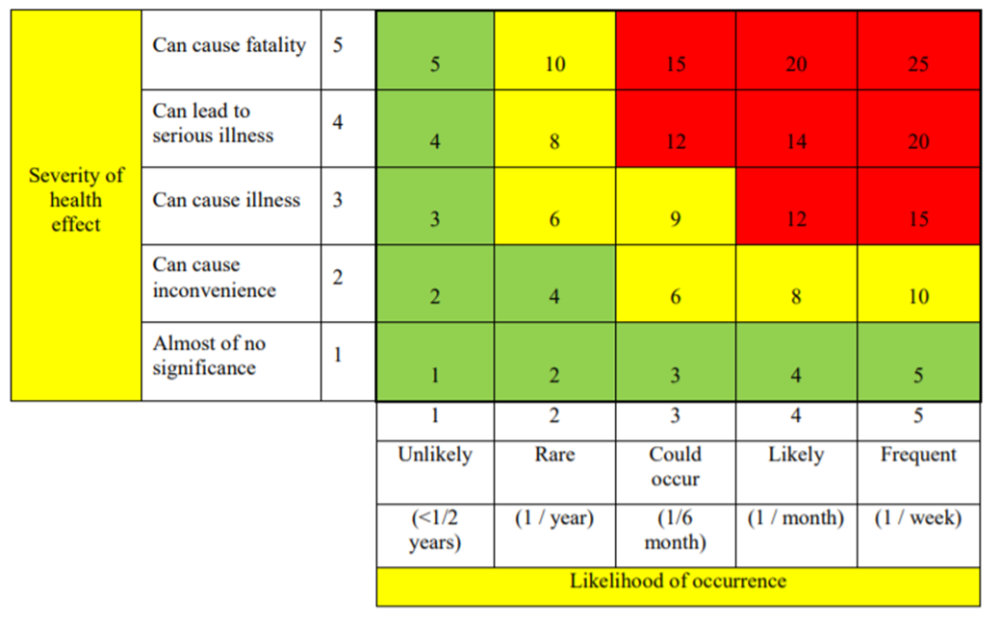 Can cause fatality 5
5 10 15 20 25
Can lead to
serious illness
4
4 8 12 14 20
Severity of
health
effect
Can cause illness 3
3 6 9 12 15
Can cause
inconvenience
2
2 4 6 8 10
Almost of no
significance
1
1 2 3 4 5
1 2 3 4 5
Unlikely Rare Could
occur
Likely Frequent
(<1/2
years)
(1 / year) (1/6
month)
(1 / month) (1 / week)
Likelihood of occurrence